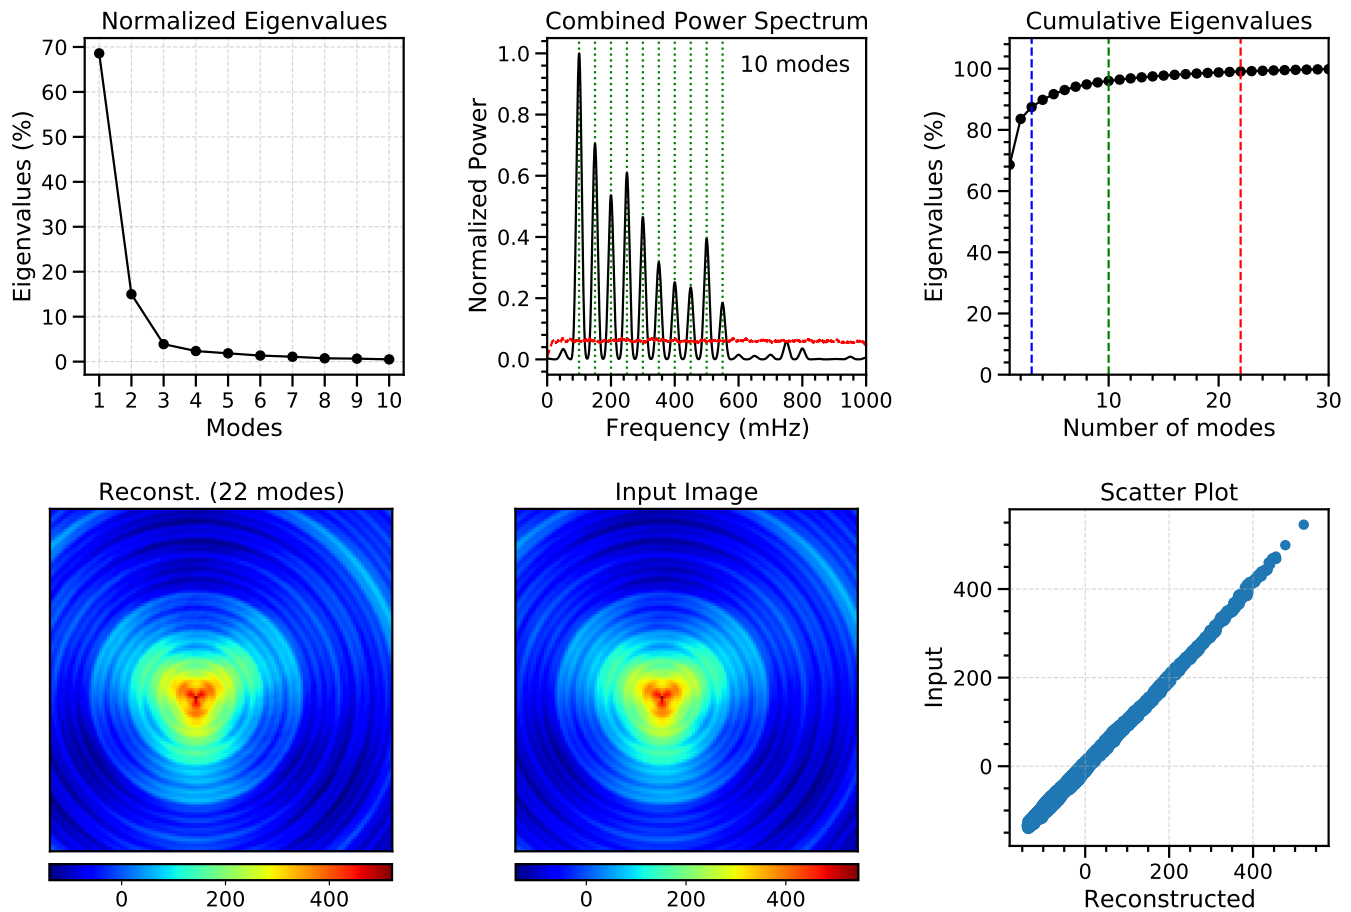 Normalized Eigenvalues
Eigenvalues (%)
70
60
50
40
30
20
10
0
1 2 3 4 5 6 7 8 9 10
Modes
Combined Power Spectrum
10 modes
Normalized Power
1.0
0.8
0.6
0.4
0.2
0.0
0 200 400 600 800 1000
Frequency (mHz)
Cumulative Eigenvalues
Eigenvalues (%)
100
80
60
40
20
0
10 20 30
Number of modes
Reconst. (22 modes)
0 200 400
Input Image
0 200 400
Scatter Plot
Input
400
200
0
0 200 400
Reconstructed